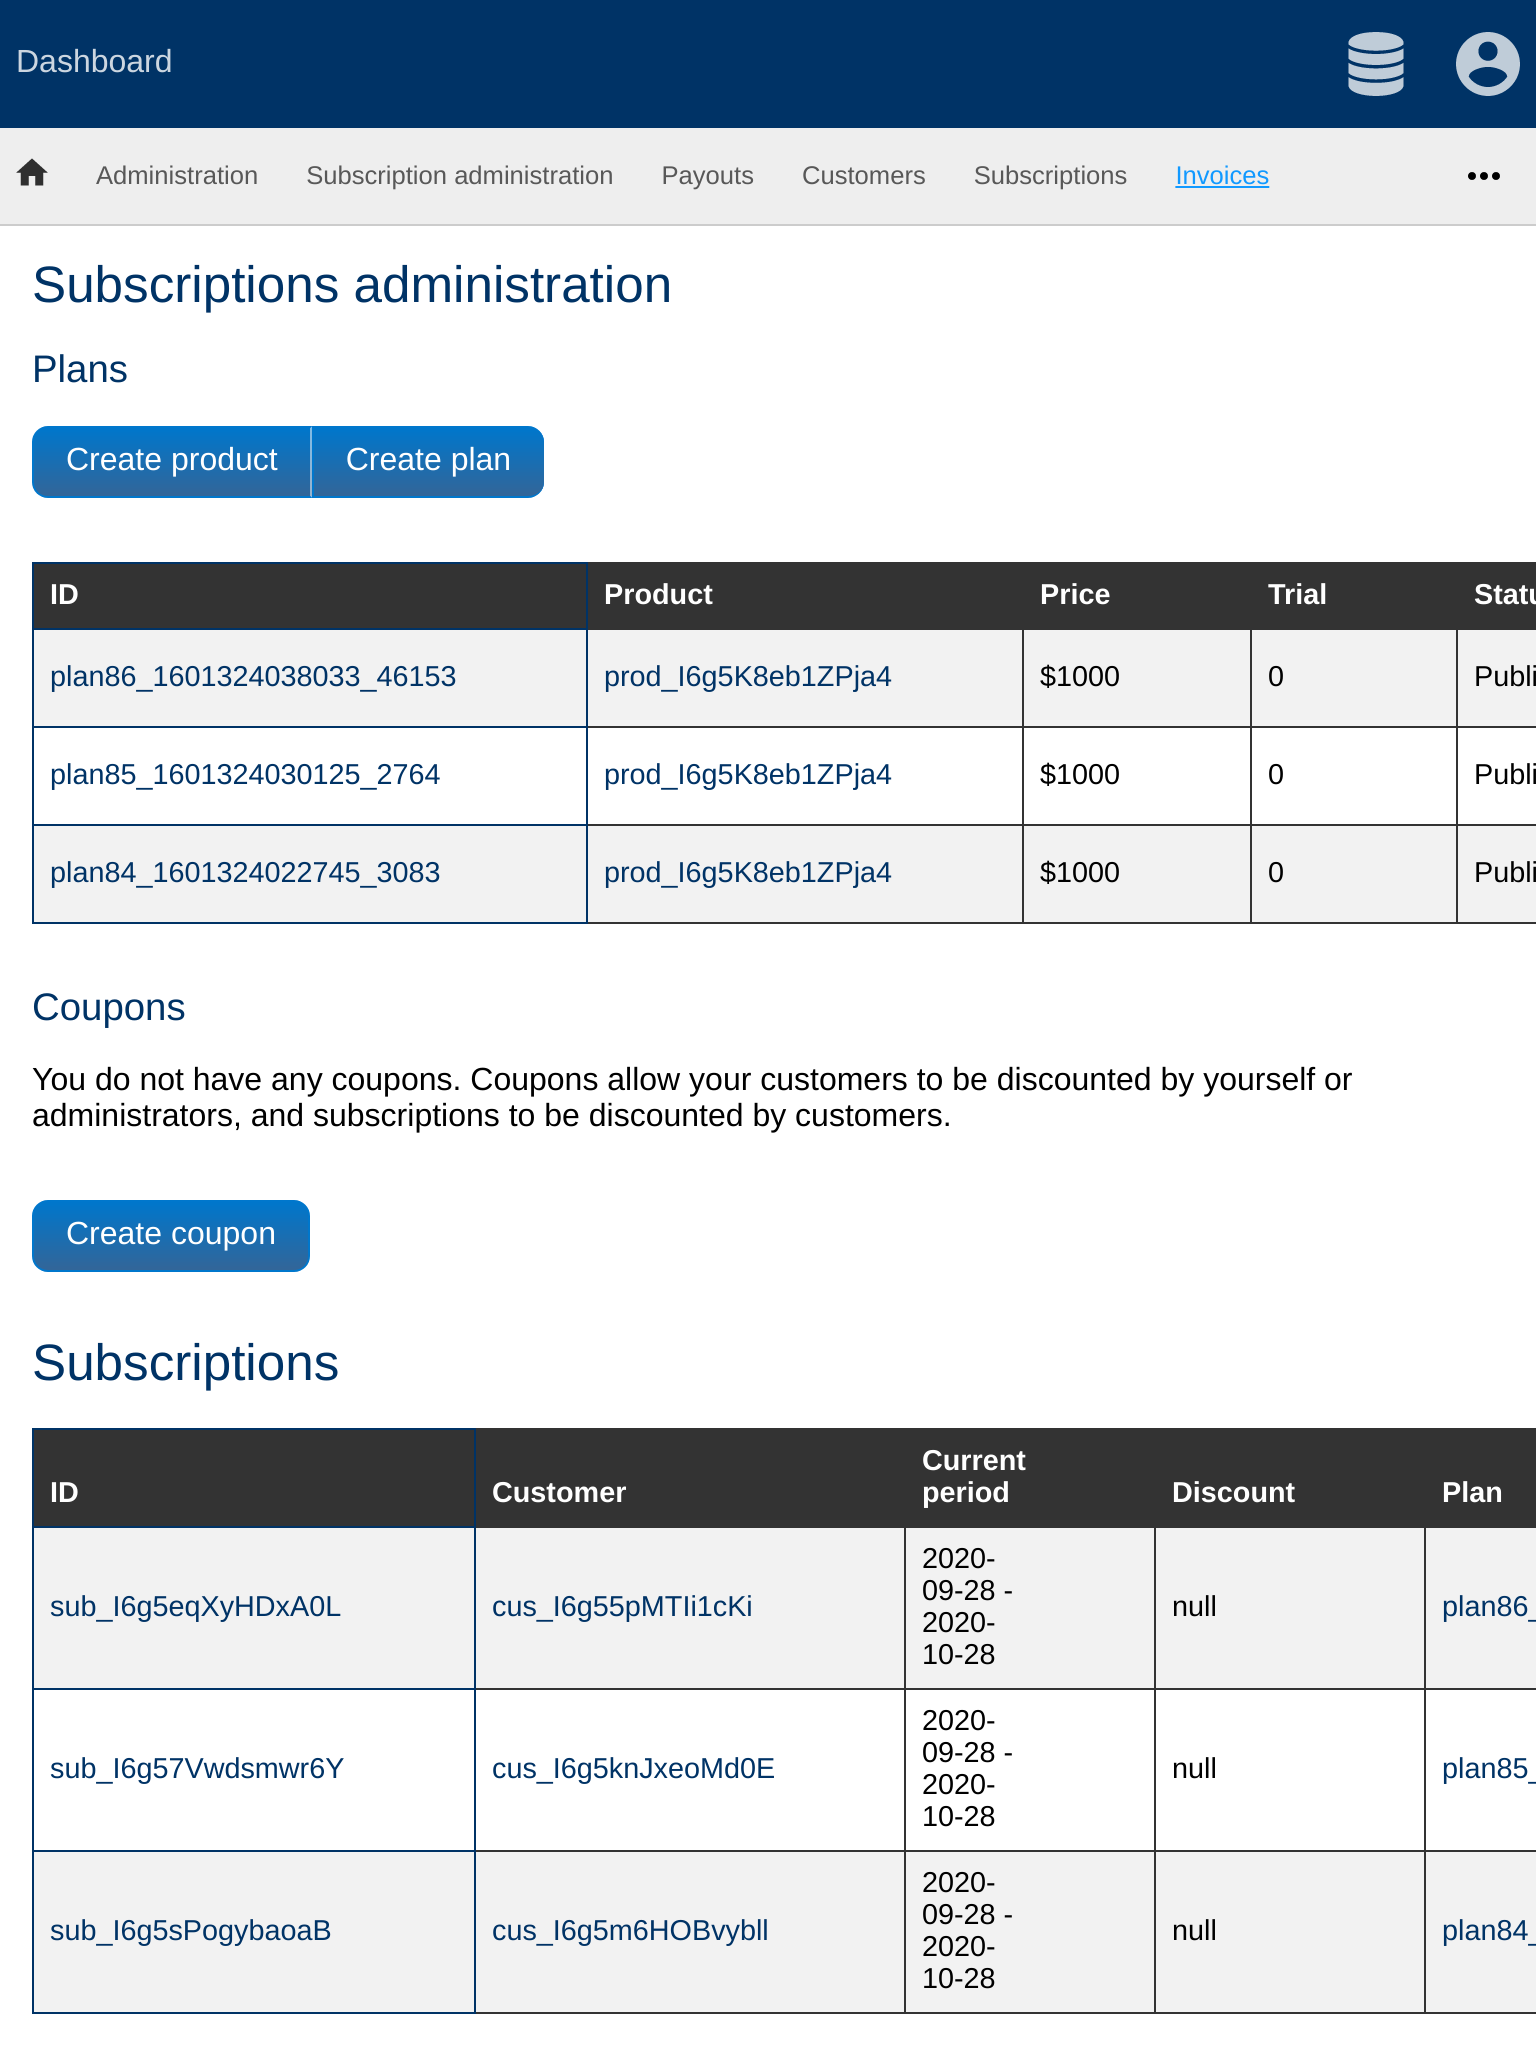 Dashboard
Administration Subscription administration Payouts Customers Subscriptions Invoices
Subscriptions administration
Plans
Create product Create plan
ID Product Price Trial Statu
plan86_1601324038033_46153 prod_I6g5K8eb1ZPja4 $1000 0 Publi
plan85_1601324030125_2764 prod_I6g5K8eb1ZPja4 $1000 0 Publi
plan84_1601324022745_3083 prod_I6g5K8eb1ZPja4 $1000 0 Publi
Coupons
You do not have any coupons. Coupons allow your customers to be discounted by yourself or
administrators, and subscriptions to be discounted by customers.
Create coupon
Subscriptions
ID Customer Current period Discount Plan
sub_I6g5eqXyHDxA0L cus_I6g55pMTIi1cKi 2020-09-28 - 2020-10-28 null plan86_
sub_I6g57Vwdsmwr6Y cus_I6g5knJxeoMd0E 2020-09-28 - 2020-10-28 null plan85_
sub_I6g5sPogybaoaB cus_I6g5m6HOBvybll 2020-09-28 - 2020-10-28 null plan84_